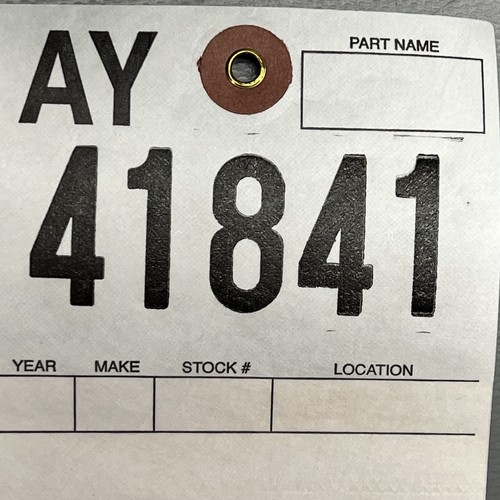 AY
PART NAME
41841
YEAR MAKE STOCK # LOCATION